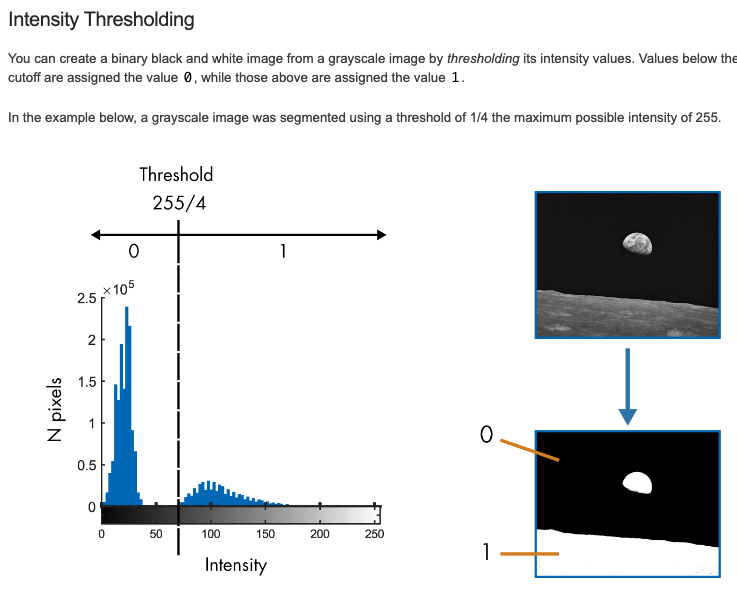 Intensity Thresholding
You can create a binary black and white image from a grayscale image by thresholding its intensity values. Values below the
cutoff are assigned the value 0, while those above are assigned the value 1.
In the example below, a grayscale image was segmented using a threshold of 1/4 the maximum possible intensity of 255.
Threshold
255/4
0 1
×10⁵
2.5
2
1.5
1
0.5
0
N pixels
0 50 100 150 200 250
Intensity
0
1